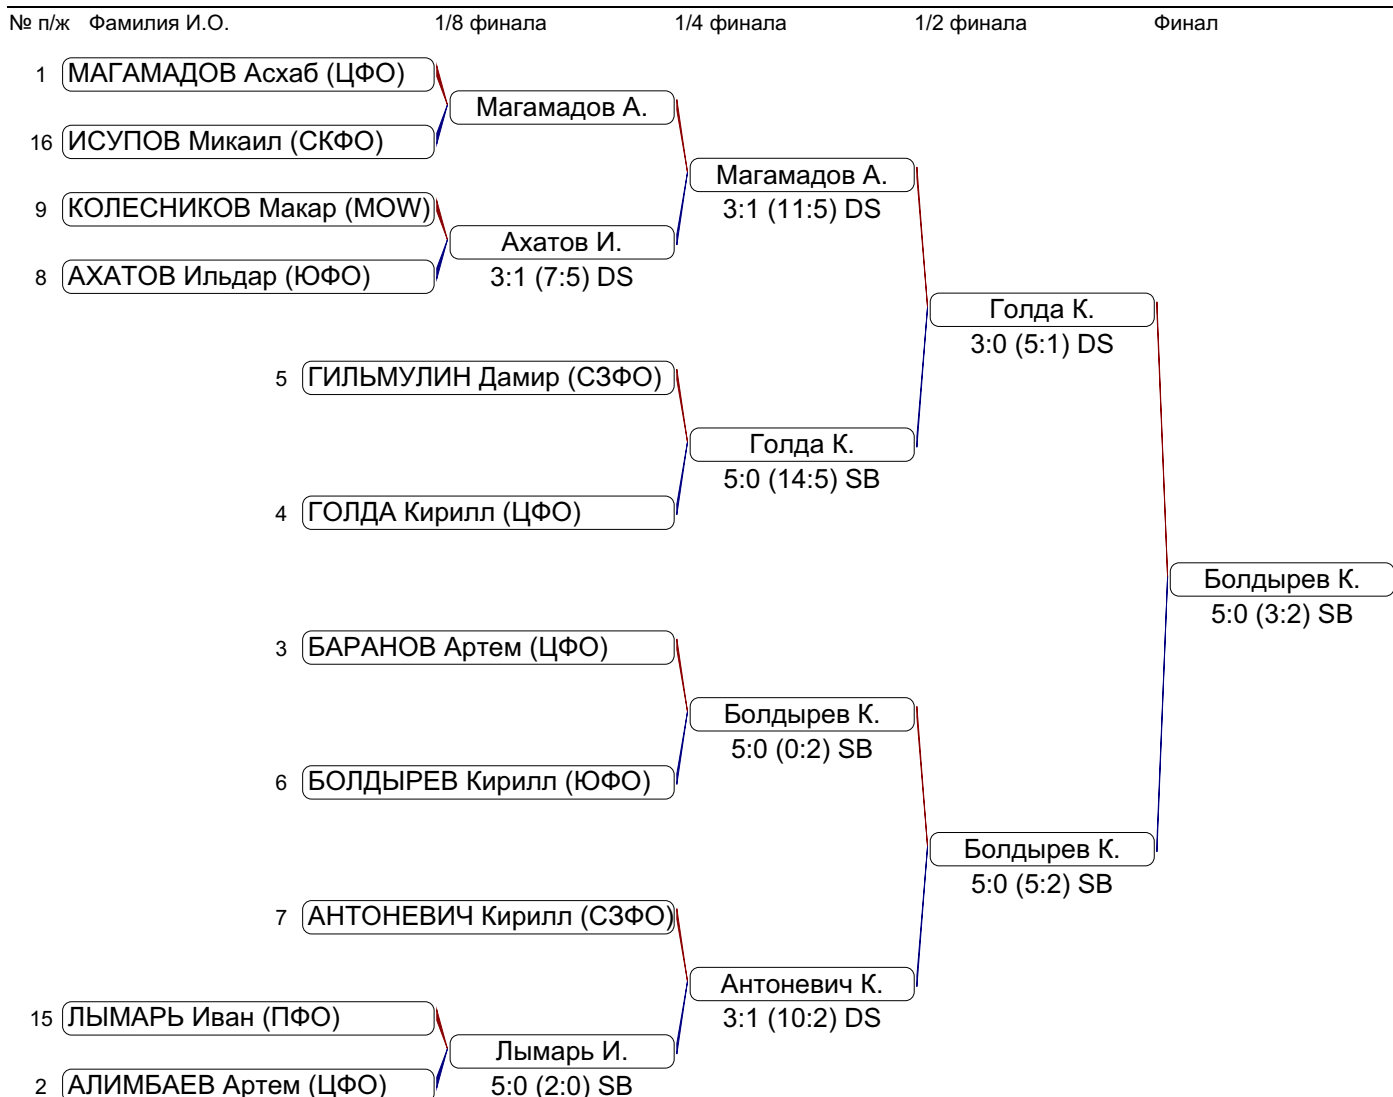 № п/ж Фамилия И.О. 1/8 финала 1/4 финала 1/2 финала Финал
1 МАГАМАДОВ Асхаб (ЦФО)
Магамадов А.
16 ИСУПОВ Микаил (СКФО)
Магамадов А.
3:1 (11:5) DS
9 КОЛЕСНИКОВ Макар (MOW)
Ахатов И.
8 АХАТОВ Ильдар (ЮФО) 3:1 (7:5) DS
Голда К.
3:0 (5:1) DS
5 ГИЛЬМУЛИН Дамир (СЗФО)
Голда К.
5:0 (14:5) SB
4 ГОЛДА Кирилл (ЦФО)
Болдырев К.
5:0 (3:2) SB
3 БАРАНОВ Артем (ЦФО)
Болдырев К.
5:0 (0:2) SB
6 БОЛДЫРЕВ Кирилл (ЮФО)
Болдырев К.
5:0 (5:2) SB
7 АНТОНЕВИЧ Кирилл (СЗФО)
Антоневич К.
3:1 (10:2) DS
15 ЛЫМАРЬ Иван (ПФО)
Лымарь И.
2 АЛИМБАЕВ Артем (ЦФО) 5:0 (2:0) SB